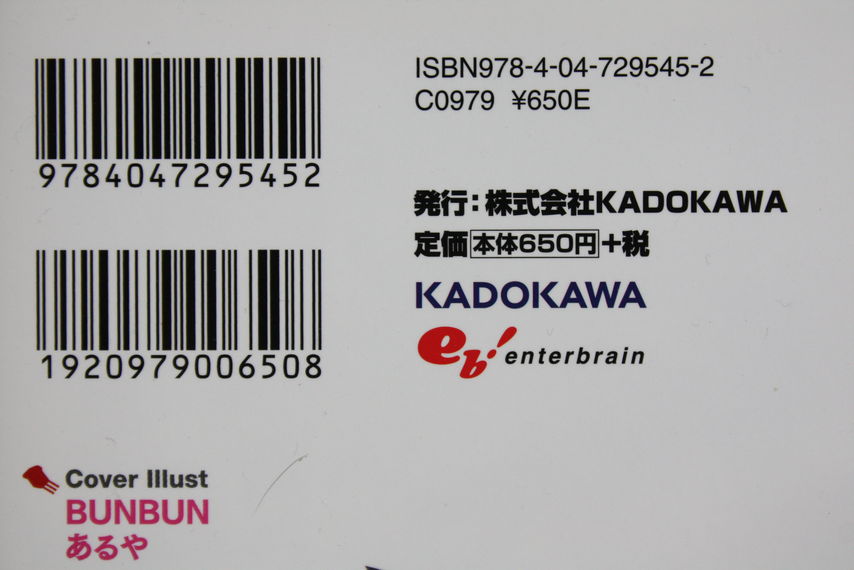 9784047295452
1920979006508
ISBN978-4-04-729545-2
C0979 ¥650E
発行：株式会社KADOKAWA
定価本体650円+税
KADOKAWA
eb! enterbrain
Cover Illust
BUNBUN
あるや